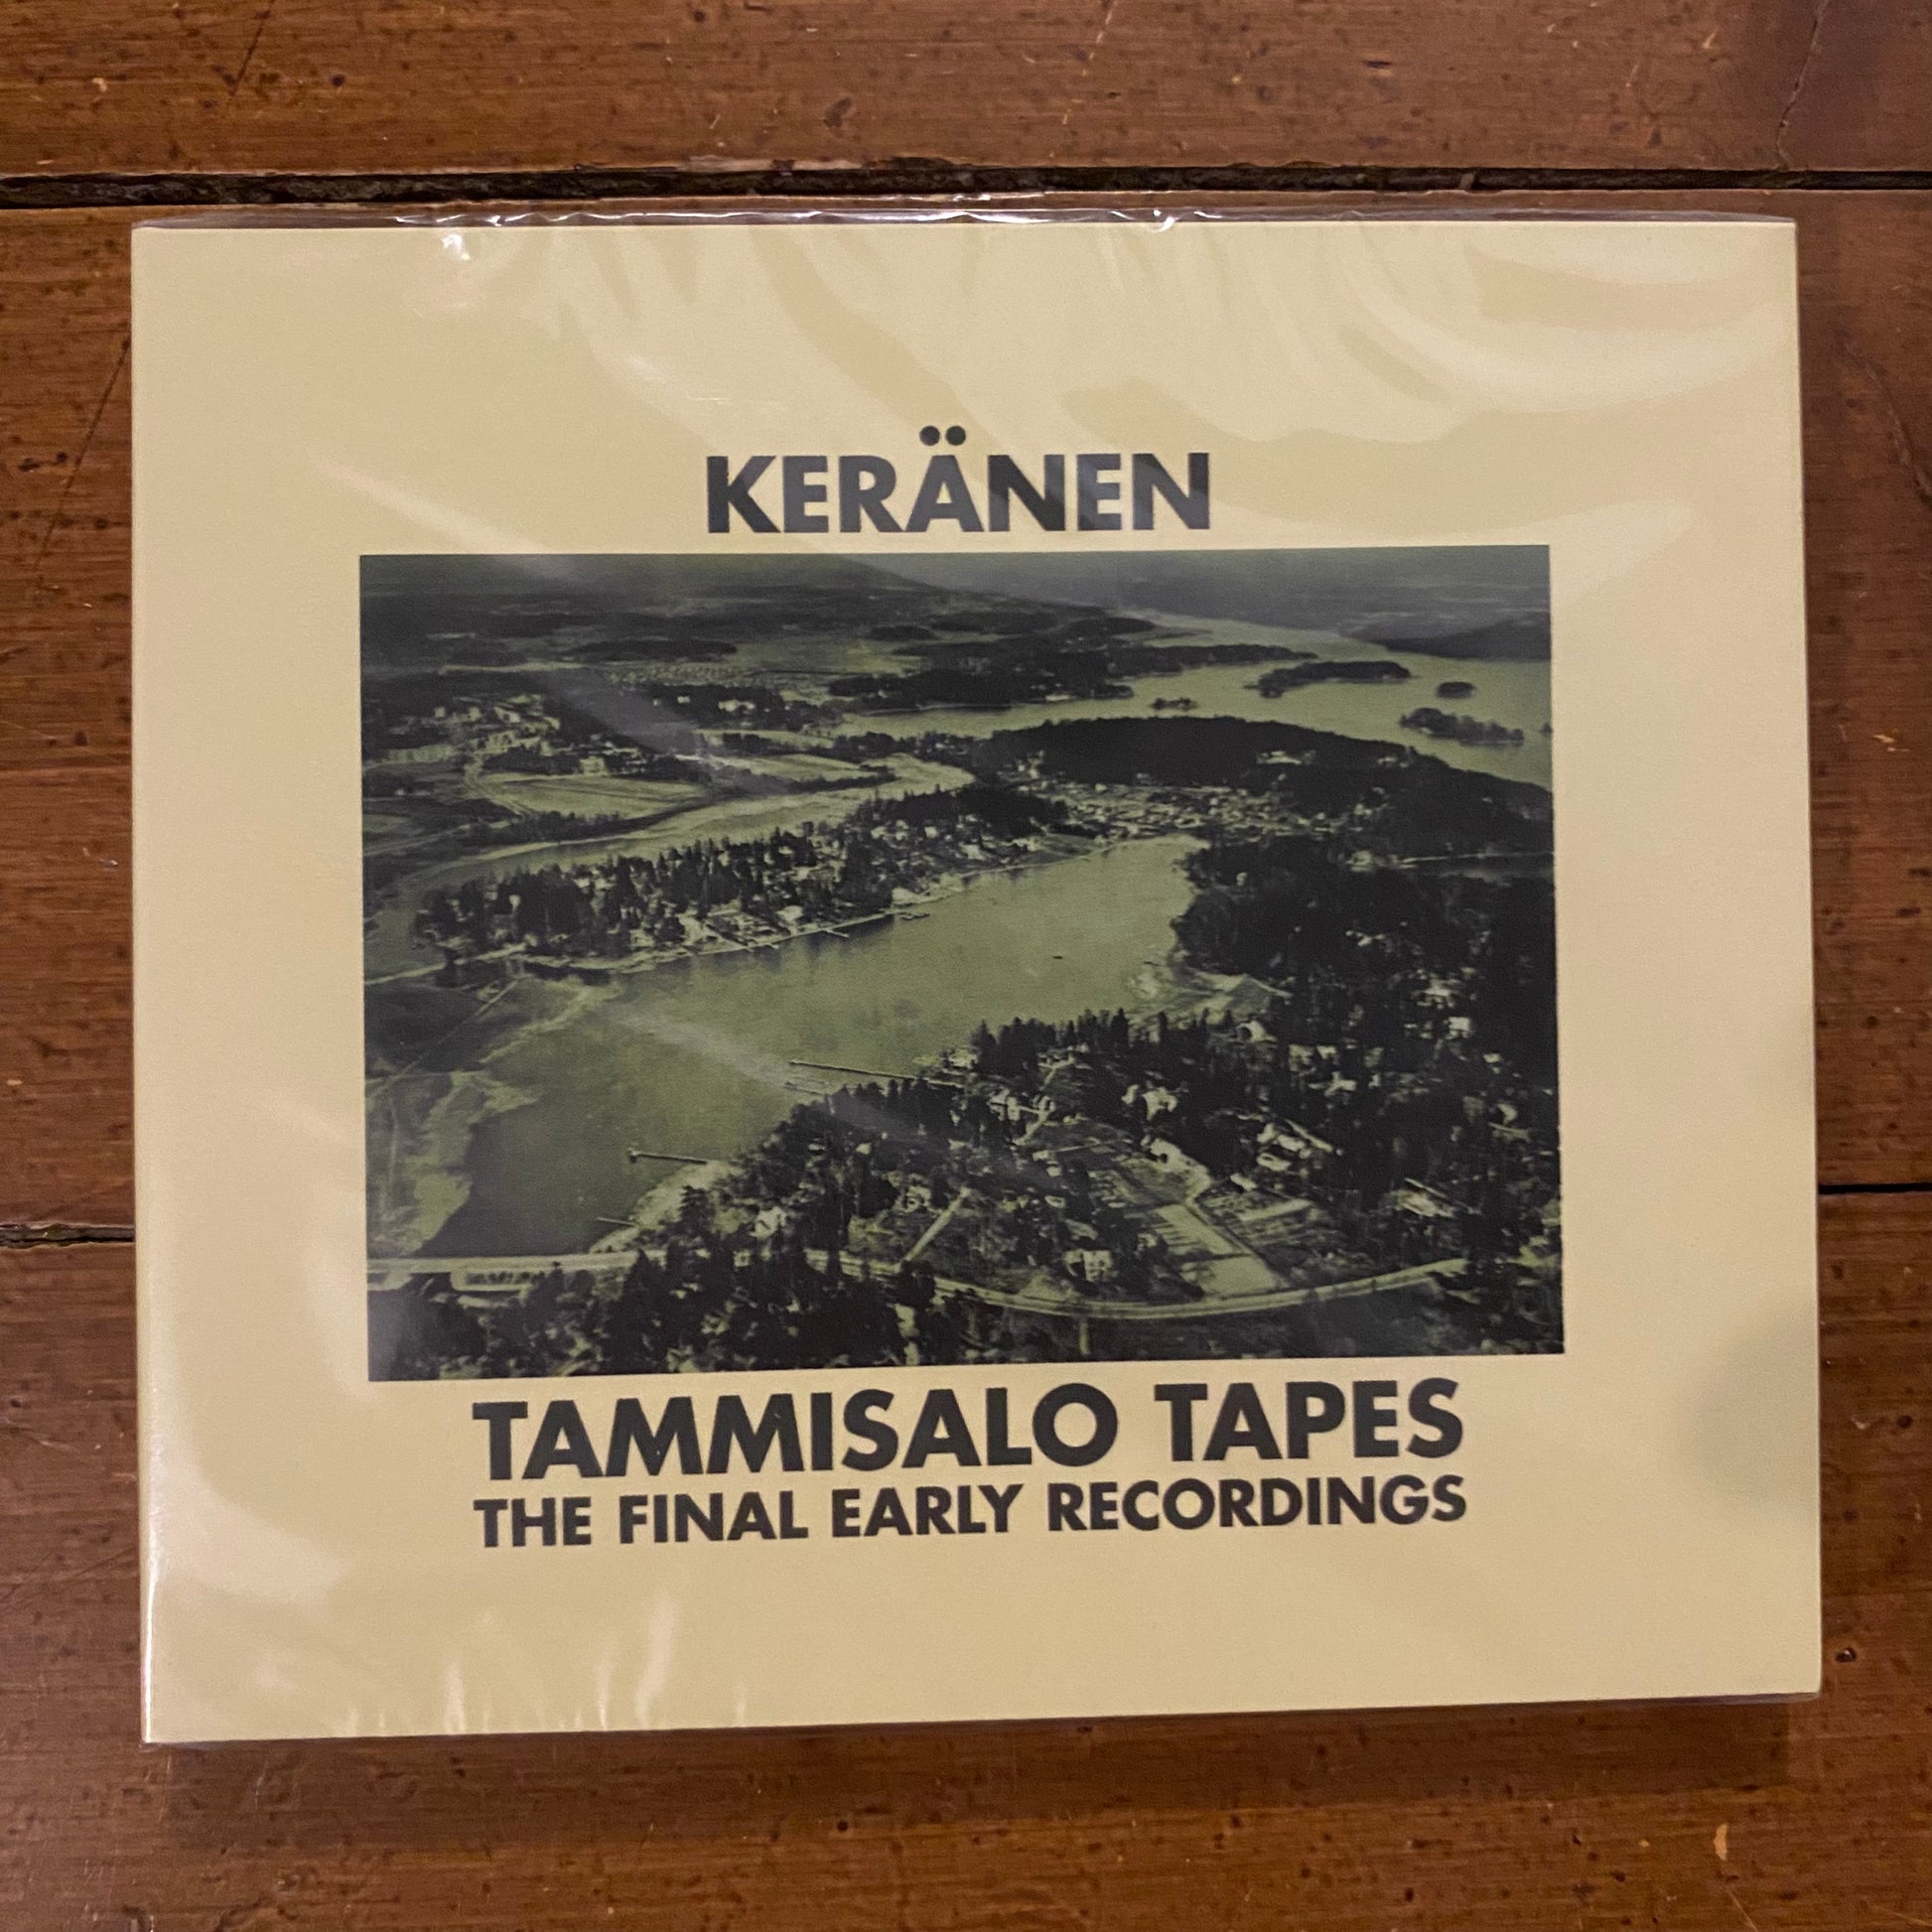 KERÄNEN
TAMMISALO TAPES
THE FINAL EARLY RECORDINGS